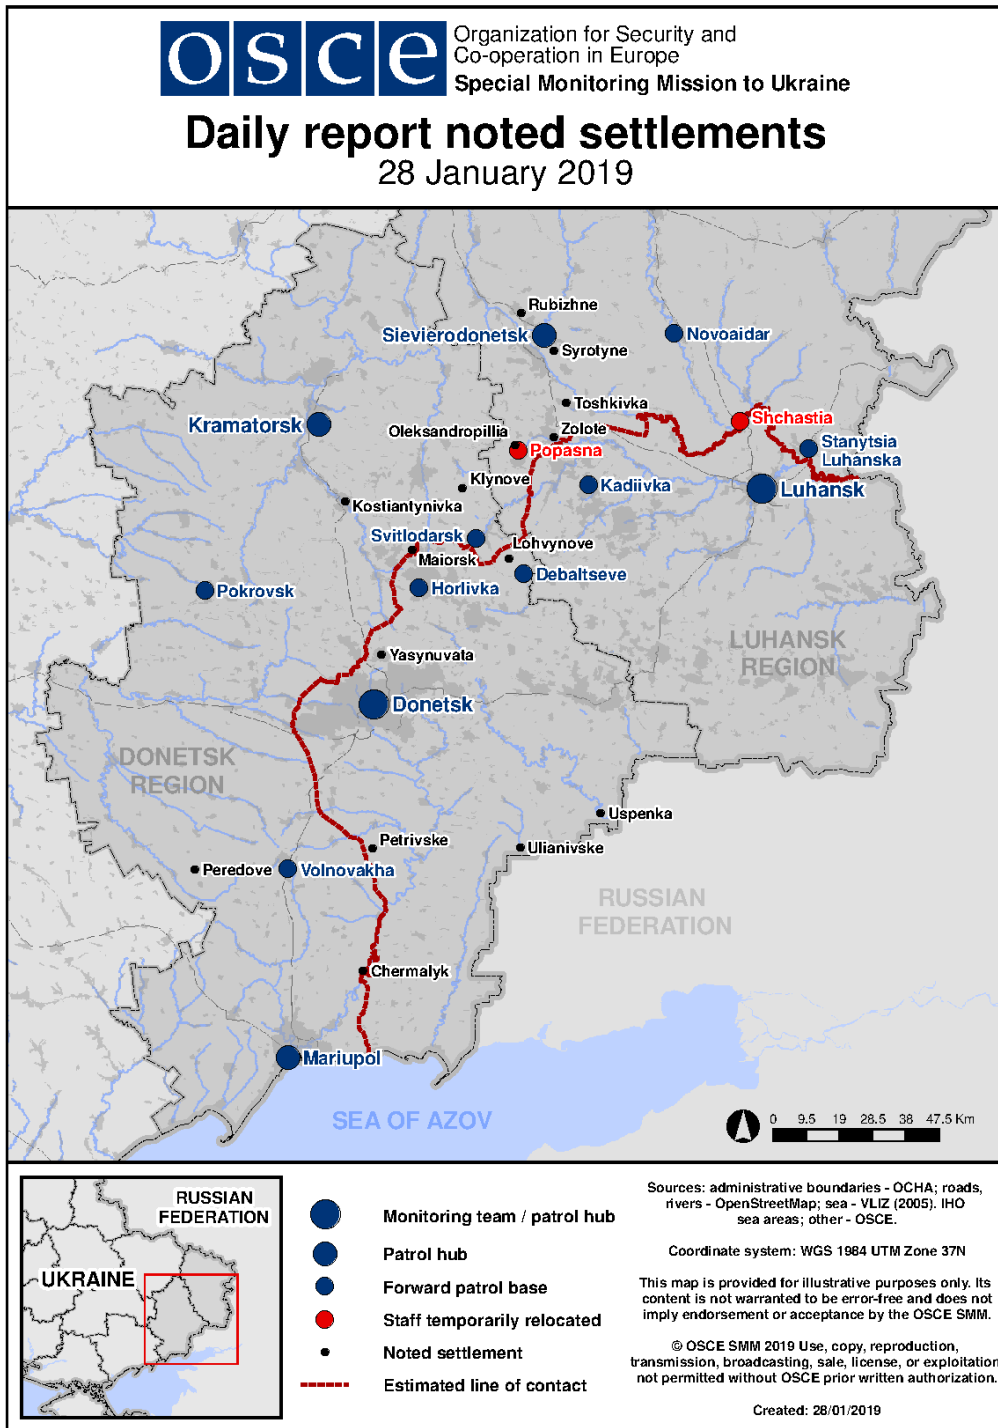 osce
Organization for Security and
Co-operation in Europe
Special Monitoring Mission to Ukraine
Daily report noted settlements
28 January 2019
Rubizhne
Sievierodonetsk
Novoaidar
Syrotyne
Toshkivka
Shchastia
Kramatorsk
Oleksandropillia
Zolote
Popasna
Stanytsia
Luhanska
Klynove
Kadiivka
Luhansk
Kostiantynivka
Svitlodarsk
Lohvynove
Maiorsk
Debaltseve
Pokrovsk
Horlivka
LUHANSK
REGION
Yasynuvata
Donetsk
DONETSK
REGION
Uspenka
Petrivske
Ulianivske
Peredove
Volnovakha
RUSSIAN
FEDERATION
Chermalyk
Mariupol
SEA OF AZOV
0 9.5 19 28.5 38 47.5 Km
RUSSIAN
FEDERATION
UKRAINE
Monitoring team / patrol hub
Patrol hub
Forward patrol base
Staff temporarily relocated
Noted settlement
Estimated line of contact
Sources: administrative boundaries - OCHA; roads,
rivers - OpenStreetMap; sea - VLIZ (2005). IHO
sea areas; other - OSCE.
Coordinate system: WGS 1984 UTM Zone 37N
This map is provided for illustrative purposes only. Its
content is not warranted to be error-free and does not
imply endorsement or acceptance by the OSCE SMM.
© OSCE SMM 2019 Use, copy, reproduction,
transmission, broadcasting, sale, license, or exploitation
not permitted without OSCE prior written authorization.
Created: 28/01/2019